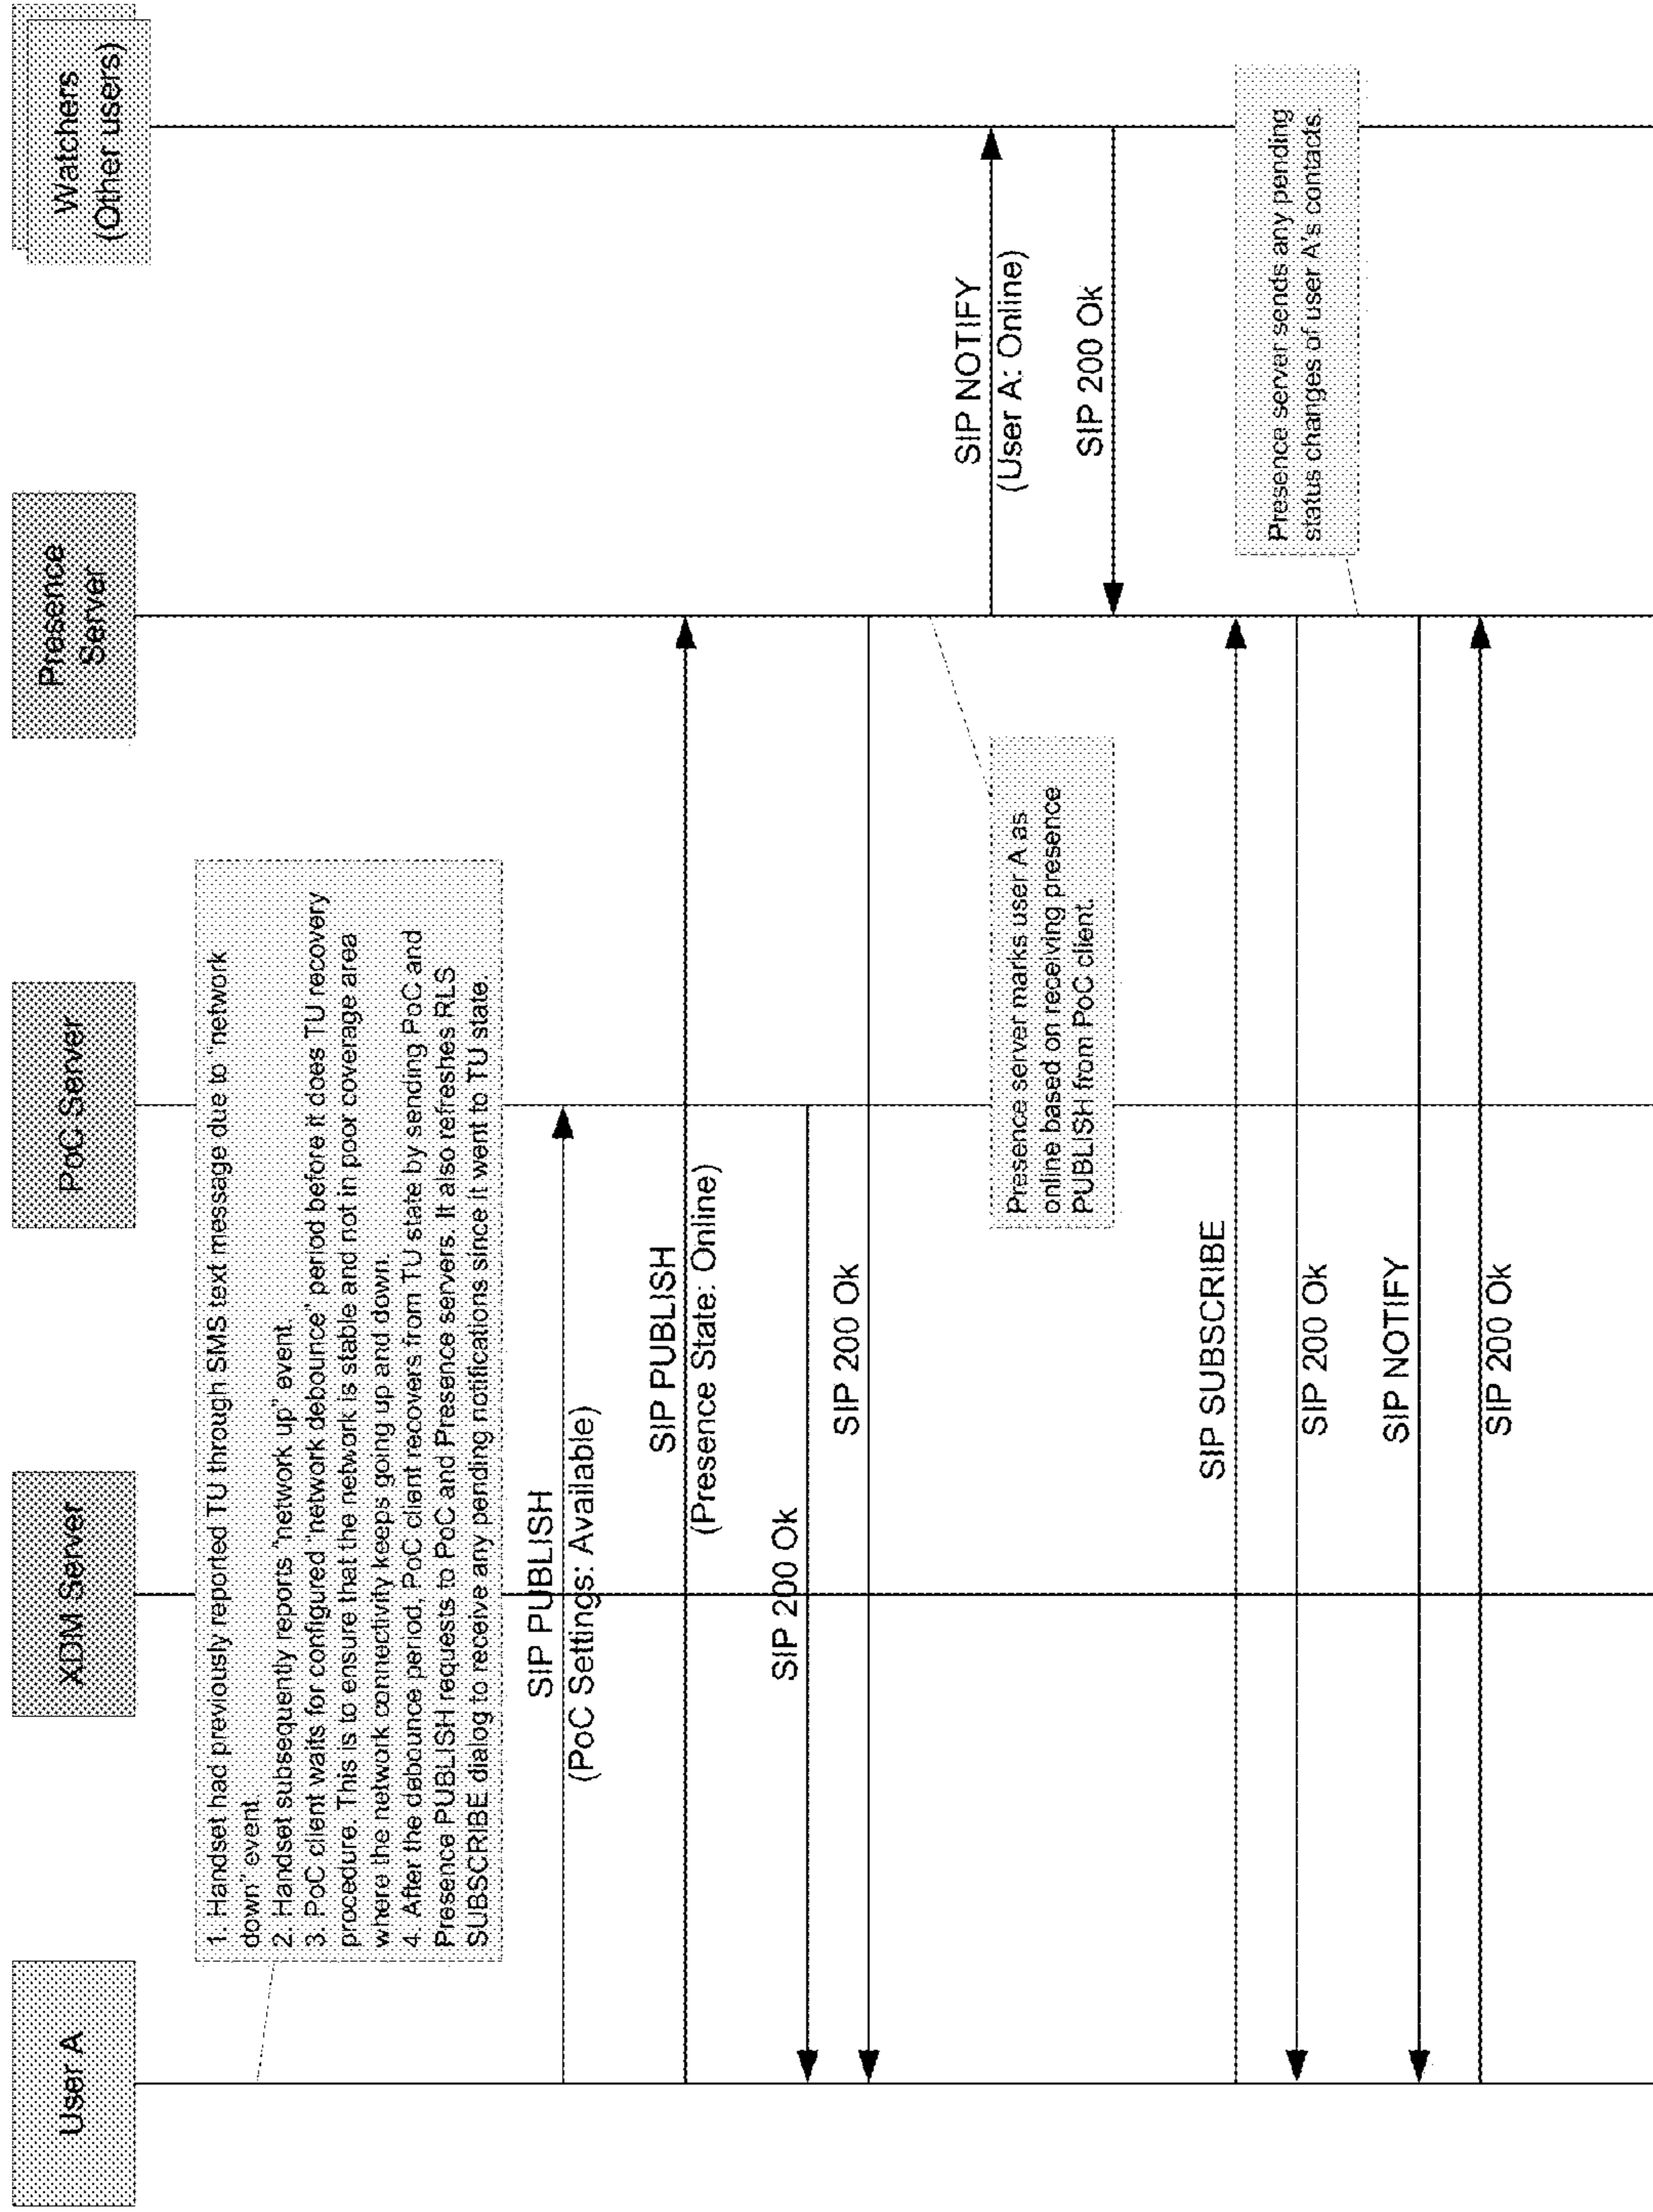 User A
XDM Server
PoC Server
Presence
Server
Watchers
(Other users)
1. Handset had previously reported TU through SMS text message due to "network
down" event
2. Handset subsequently reports "network up" event
3. PoC client waits for configured "network debounce" period before it does TU recovery
procedure. This is to ensure that the network is stable and not in poor coverage area
where the network connectivity keeps going up and down.
4. After the debounce period, PoC client recovers from TU state by sending PoC and
Presence PUBLISH requests to PoC and Presence servers. It also refreshes RLS
SUBSCRIBE dialog to receive any pending notifications since it went to TU state.
SIP PUBLISH
(PoC Settings: Available)
SIP PUBLISH
(Presence State: Online)
SIP 200 Ok
SIP 200 Ok
Presence server marks user A as
online based on receiving presence
PUBLISH from PoC client.
SIP NOTIFY
(User A: Online)
SIP 200 Ok
SIP SUBSCRIBE
SIP 200 Ok
Presence server sends any pending
status changes of user A's contacts.
SIP NOTIFY
SIP 200 Ok